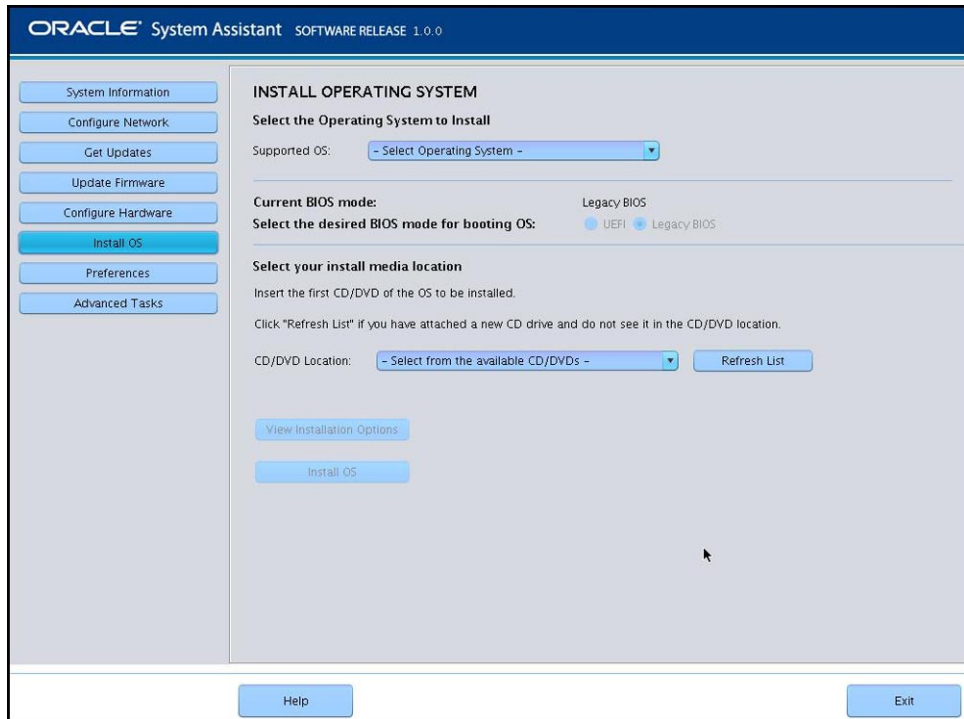 ORACLE® System Assistant SOFTWARE RELEASE 1.0.0
System Information
Configure Network
Get Updates
Update Firmware
Configure Hardware
Install OS
Preferences
Advanced Tasks
INSTALL OPERATING SYSTEM
Select the Operating System to Install
Supported OS: - Select Operating System -
Current BIOS mode: Legacy BIOS
Select the desired BIOS mode for booting OS: UEFI Legacy BIOS
Select your install media location
Insert the first CD/DVD of the OS to be installed.
Click "Refresh List" if you have attached a new CD drive and do not see it in the CD/DVD location.
CD/DVD Location: - Select from the available CD/DVDs - Refresh List
View Installation Options
Install OS
Help Exit